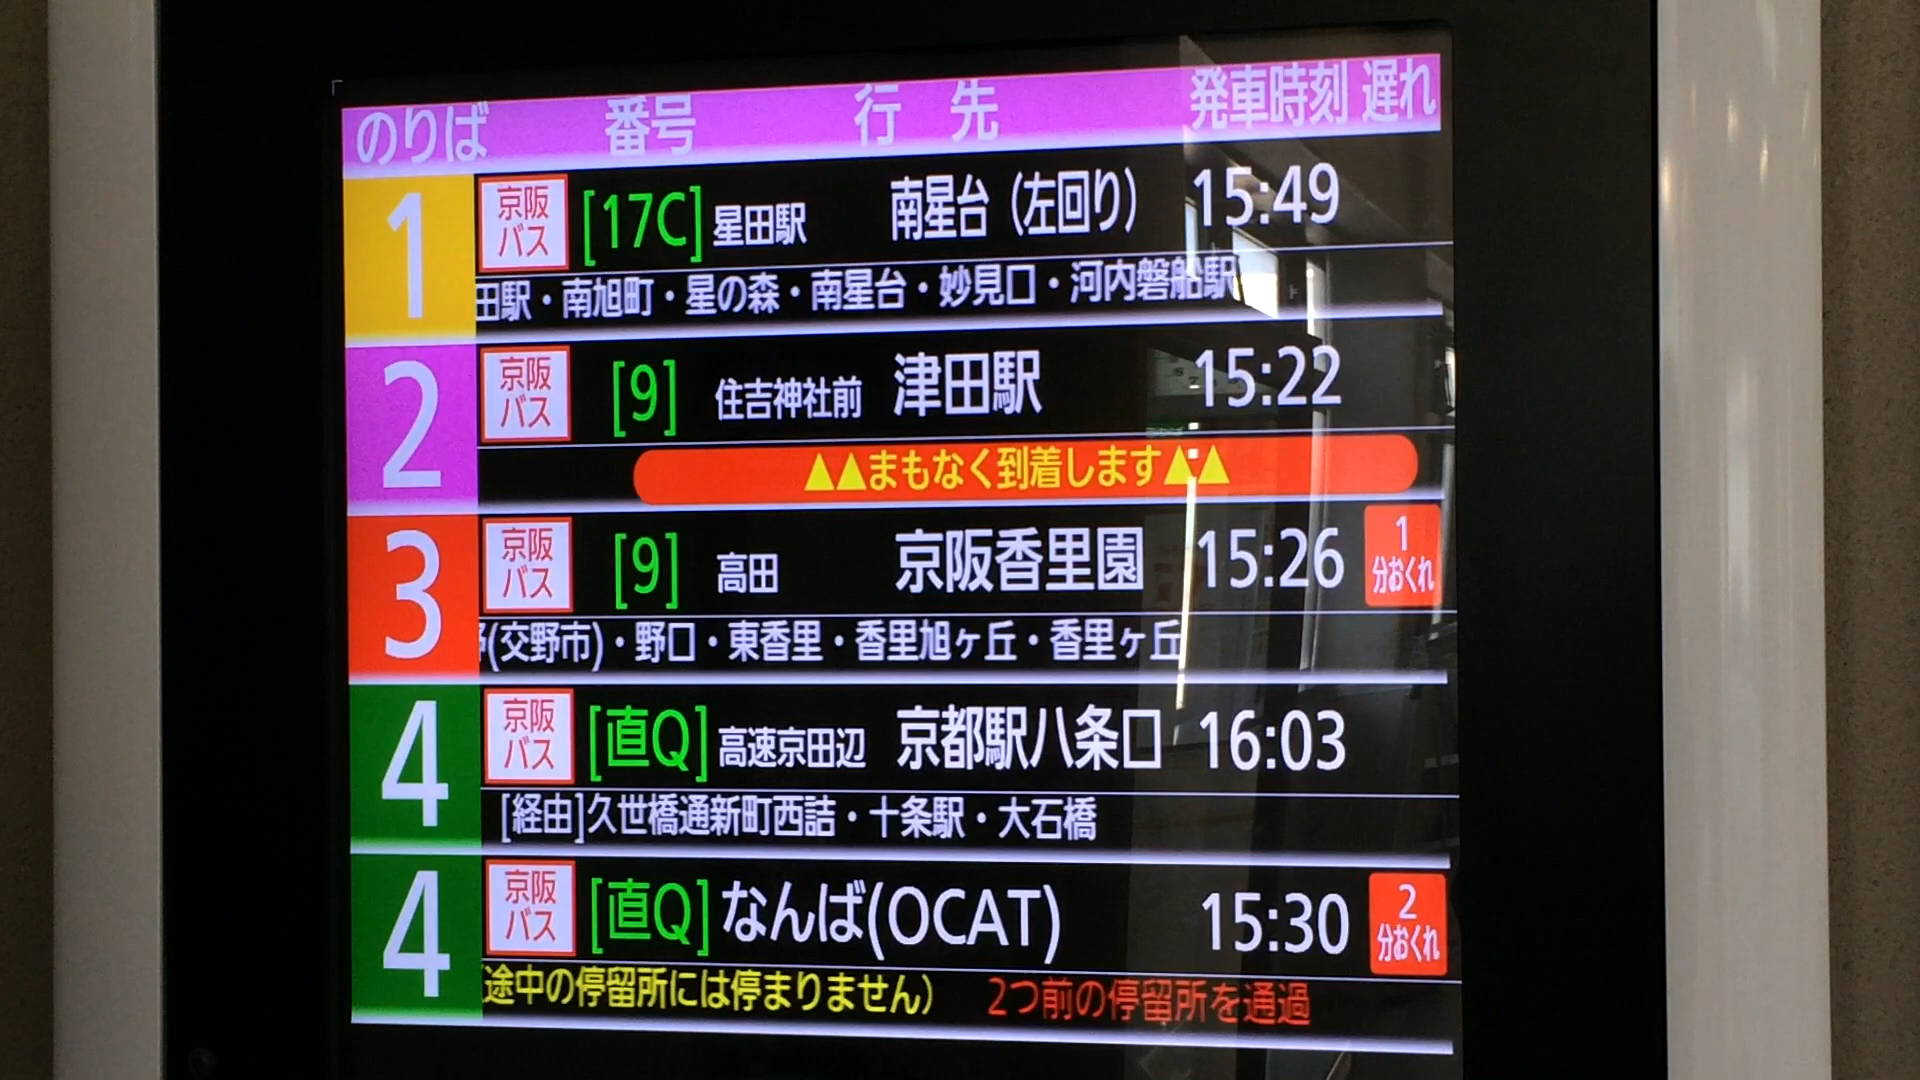 のりば 番号 行先 発車時刻 遅れ
1 京阪バス [17C] 星田駅 南星台（左回り） 15:49
田駅・南旭町・星の森・南星台・妙見口・河内磐船駅
2 京阪バス [9] 住吉神社前 津田駅 15:22
▲▲まもなく到着します▲▲
3 京阪バス [9] 高田 京阪香里園 15:26 1分おくれ
(交野市)・野口・東香里・香里旭ヶ丘・香里ヶ丘
4 京阪バス [直Q] 高速京田辺 京都駅八条口 16:03
[経由]久世橋通新町西詰・十条駅・大石橋
4 京阪バス [直Q] なんば(OCAT) 15:30 2分おくれ
（途中の停留所には停まりません） 2つ前の停留所を通過